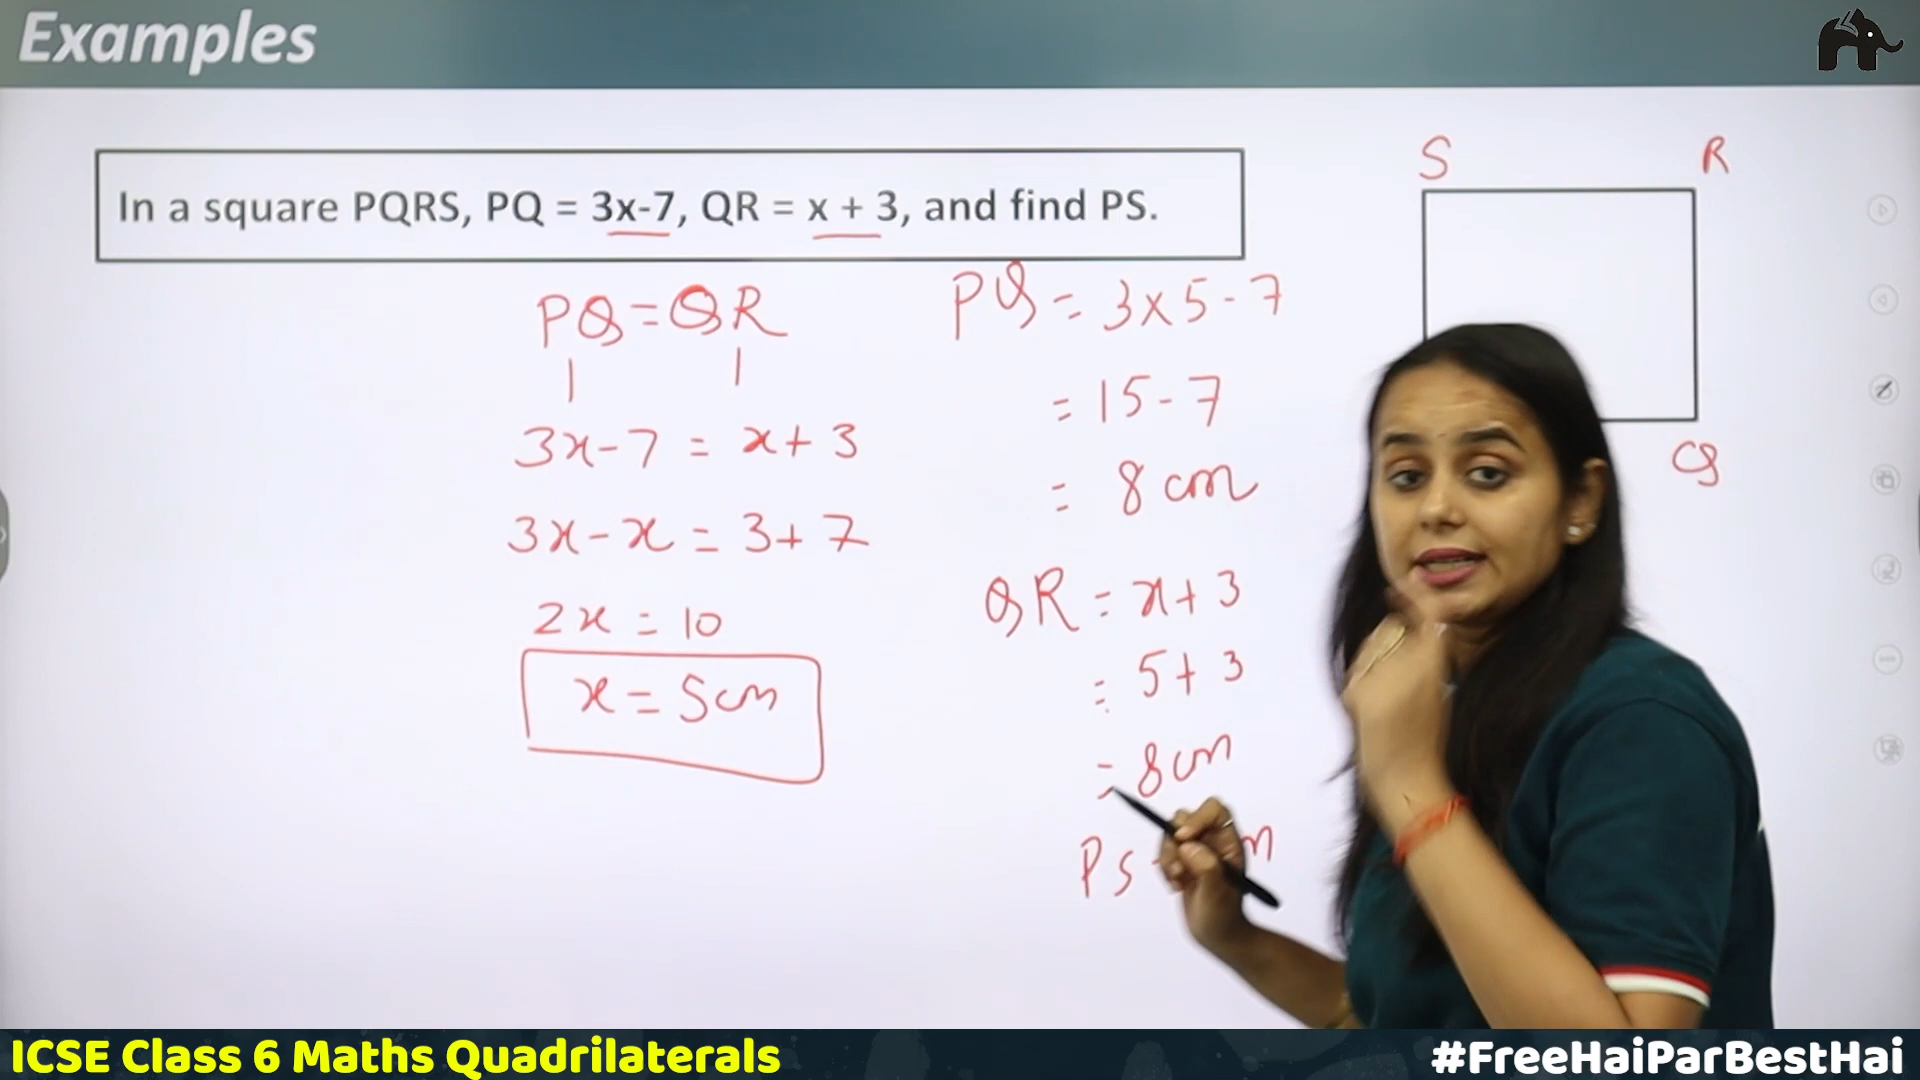 Examples
In a square PQRS, PQ = 3x-7, QR = x + 3, and find PS.
S R
Q
PQ = QR
3x - 7 = x + 3
3x - x = 3 + 7
2x = 10
x = 5cm
PQ = 3 x 5 - 7
= 15 - 7
= 8 cm
QR = x + 3
= 5 + 3
= 8cm
PS
ICSE Class 6 Maths Quadrilaterals
#FreeHaiParBestHai